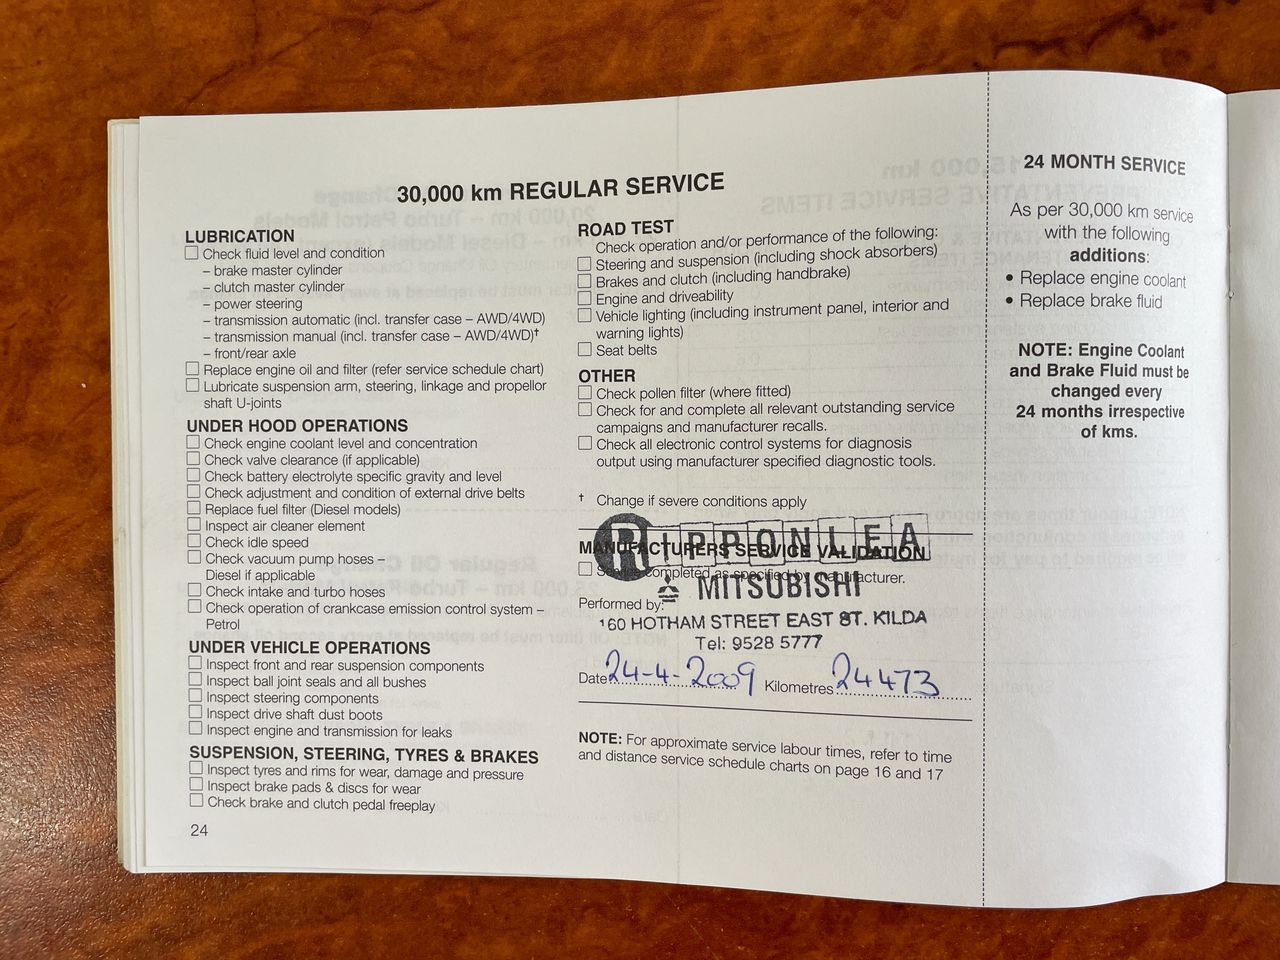 30,000 km REGULAR SERVICE
LUBRICATION
Check fluid level and condition
– brake master cylinder
– clutch master cylinder
– power steering
– transmission automatic (incl. transfer case – AWD/4WD)
– transmission manual (incl. transfer case – AWD/4WD)†
– front/rear axle
Replace engine oil and filter (refer service schedule chart)
Lubricate suspension arm, steering, linkage and propellor
shaft U-joints
UNDER HOOD OPERATIONS
Check engine coolant level and concentration
Check valve clearance (if applicable)
Check battery electrolyte specific gravity and level
Check adjustment and condition of external drive belts
Replace fuel filter (Diesel models)
Inspect air cleaner element
Check idle speed
Check vacuum pump hoses –
Diesel if applicable
Check intake and turbo hoses
Check operation of crankcase emission control system –
Petrol
UNDER VEHICLE OPERATIONS
Inspect front and rear suspension components
Inspect ball joint seals and all bushes
Inspect steering components
Inspect drive shaft dust boots
Inspect engine and transmission for leaks
SUSPENSION, STEERING, TYRES & BRAKES
Inspect tyres and rims for wear, damage and pressure
Inspect brake pads & discs for wear
Check brake and clutch pedal freeplay
24
ROAD TEST
Check operation and/or performance of the following:
Steering and suspension (including shock absorbers)
Brakes and clutch (including handbrake)
Engine and driveability
Vehicle lighting (including instrument panel, interior and
warning lights)
Seat belts
OTHER
Check pollen filter (where fitted)
Check for and complete all relevant outstanding service
campaigns and manufacturer recalls.
Check all electronic control systems for diagnosis
output using manufacturer specified diagnostic tools.
† Change if severe conditions apply
RIPPONLEA
MANUFACTURERS SERVICE VALIDATION
completed as specified by manufacturer.
MITSUBISHI
Performed by:
160 HOTHAM STREET EAST ST. KILDA
Tel: 9528 5777
Date 24-4-2009 Kilometres 24473
NOTE: For approximate service labour times, refer to time
and distance service schedule charts on page 16 and 17
24 MONTH SERVICE
As per 30,000 km service
with the following
additions:
• Replace engine coolant
• Replace brake fluid
NOTE: Engine Coolant
and Brake Fluid must be
changed every
24 months irrespective
of kms.